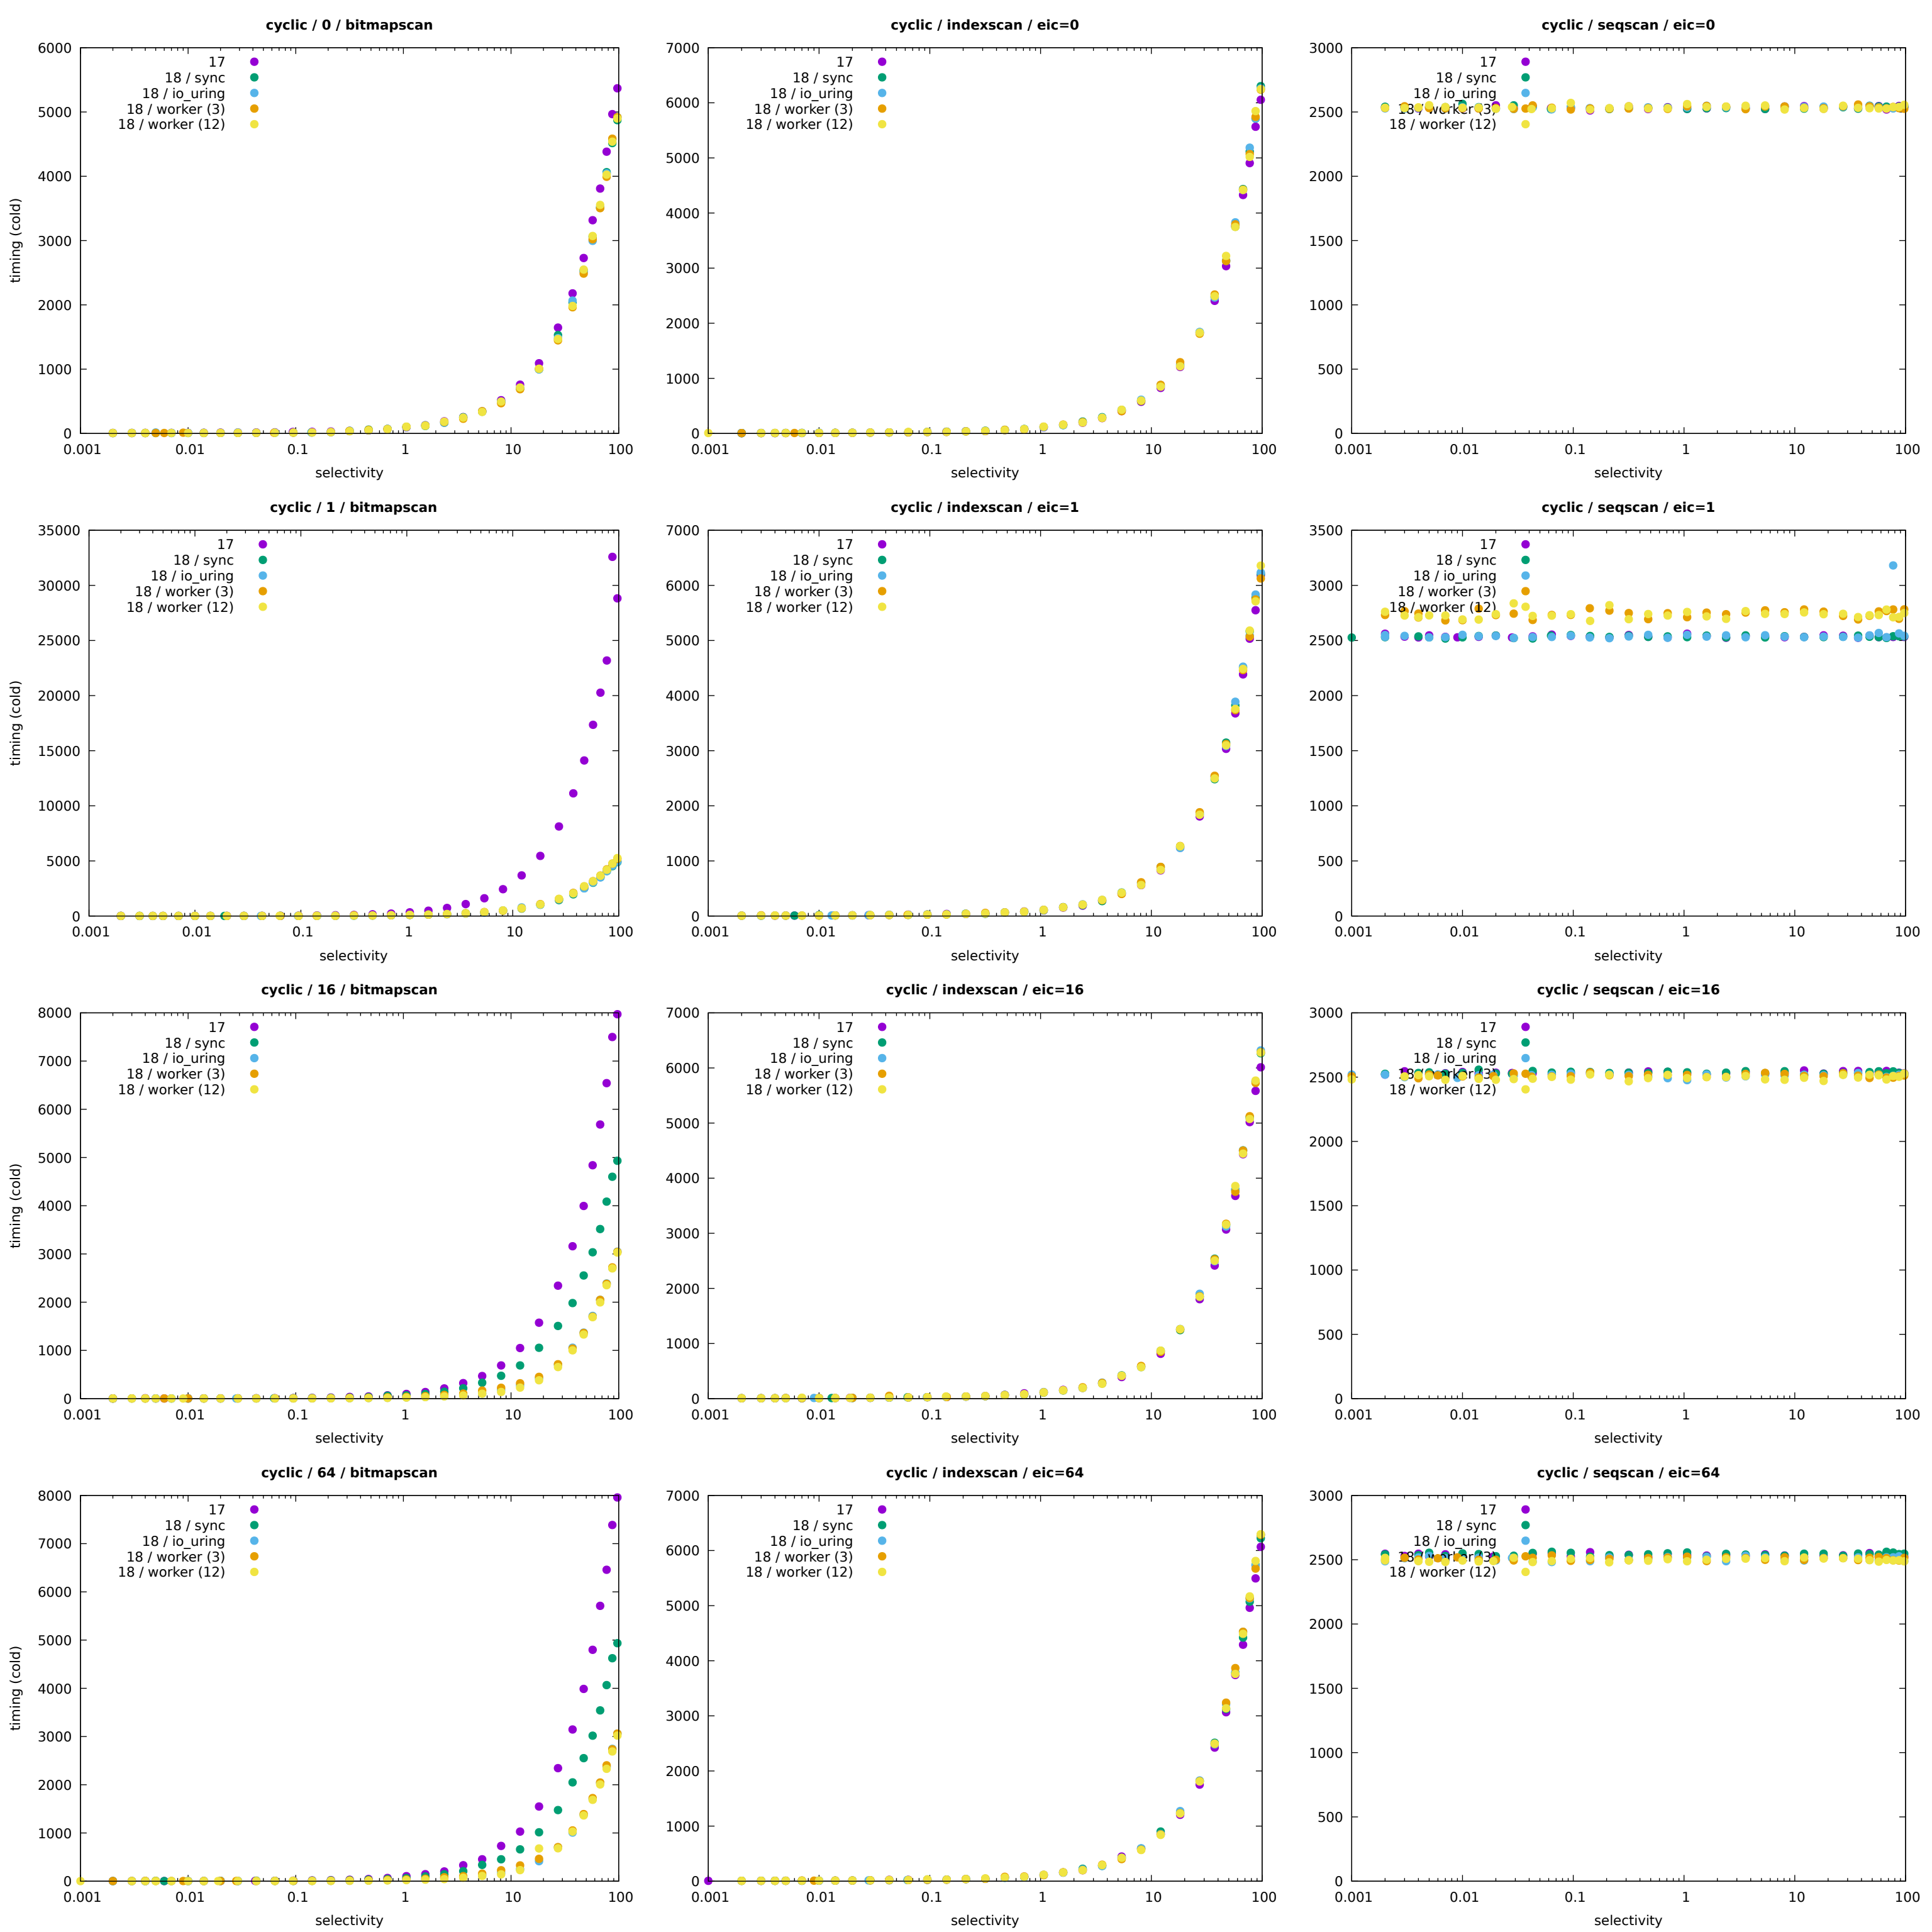 cyclic / 0 / bitmapscan
timing (cold)
6000
5000
4000
3000
2000
1000
0
17
18 / sync
18 / io_uring
18 / worker (3)
18 / worker (12)
0.001 0.01 0.1 1 10 100
selectivity
cyclic / indexscan / eic=0
7000
6000
5000
4000
3000
2000
1000
0
17
18 / sync
18 / io_uring
18 / worker (3)
18 / worker (12)
0.001 0.01 0.1 1 10 100
selectivity
cyclic / seqscan / eic=0
3000
2500
2000
1500
1000
500
0
17
18 / sync
18 / io_uring
18 / worker (3)
18 / worker (12)
0.001 0.01 0.1 1 10 100
selectivity
cyclic / 1 / bitmapscan
timing (cold)
35000
30000
25000
20000
15000
10000
5000
0
17
18 / sync
18 / io_uring
18 / worker (3)
18 / worker (12)
0.001 0.01 0.1 1 10 100
selectivity
cyclic / indexscan / eic=1
7000
6000
5000
4000
3000
2000
1000
0
17
18 / sync
18 / io_uring
18 / worker (3)
18 / worker (12)
0.001 0.01 0.1 1 10 100
selectivity
cyclic / seqscan / eic=1
3500
3000
2500
2000
1500
1000
500
0
17
18 / sync
18 / io_uring
18 / worker (3)
18 / worker (12)
0.001 0.01 0.1 1 10 100
selectivity
cyclic / 16 / bitmapscan
timing (cold)
8000
7000
6000
5000
4000
3000
2000
1000
0
17
18 / sync
18 / io_uring
18 / worker (3)
18 / worker (12)
0.001 0.01 0.1 1 10 100
selectivity
cyclic / indexscan / eic=16
7000
6000
5000
4000
3000
2000
1000
0
17
18 / sync
18 / io_uring
18 / worker (3)
18 / worker (12)
0.001 0.01 0.1 1 10 100
selectivity
cyclic / seqscan / eic=16
3000
2500
2000
1500
1000
500
0
17
18 / sync
18 / io_uring
18 / worker (3)
18 / worker (12)
0.001 0.01 0.1 1 10 100
selectivity
cyclic / 64 / bitmapscan
timing (cold)
8000
7000
6000
5000
4000
3000
2000
1000
0
17
18 / sync
18 / io_uring
18 / worker (3)
18 / worker (12)
0.001 0.01 0.1 1 10 100
selectivity
cyclic / indexscan / eic=64
7000
6000
5000
4000
3000
2000
1000
0
17
18 / sync
18 / io_uring
18 / worker (3)
18 / worker (12)
0.001 0.01 0.1 1 10 100
selectivity
cyclic / seqscan / eic=64
3000
2500
2000
1500
1000
500
0
17
18 / sync
18 / io_uring
18 / worker (3)
18 / worker (12)
0.001 0.01 0.1 1 10 100
selectivity